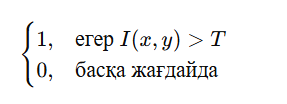 1, егер I(x, y) > T
0, басқа жағдайда